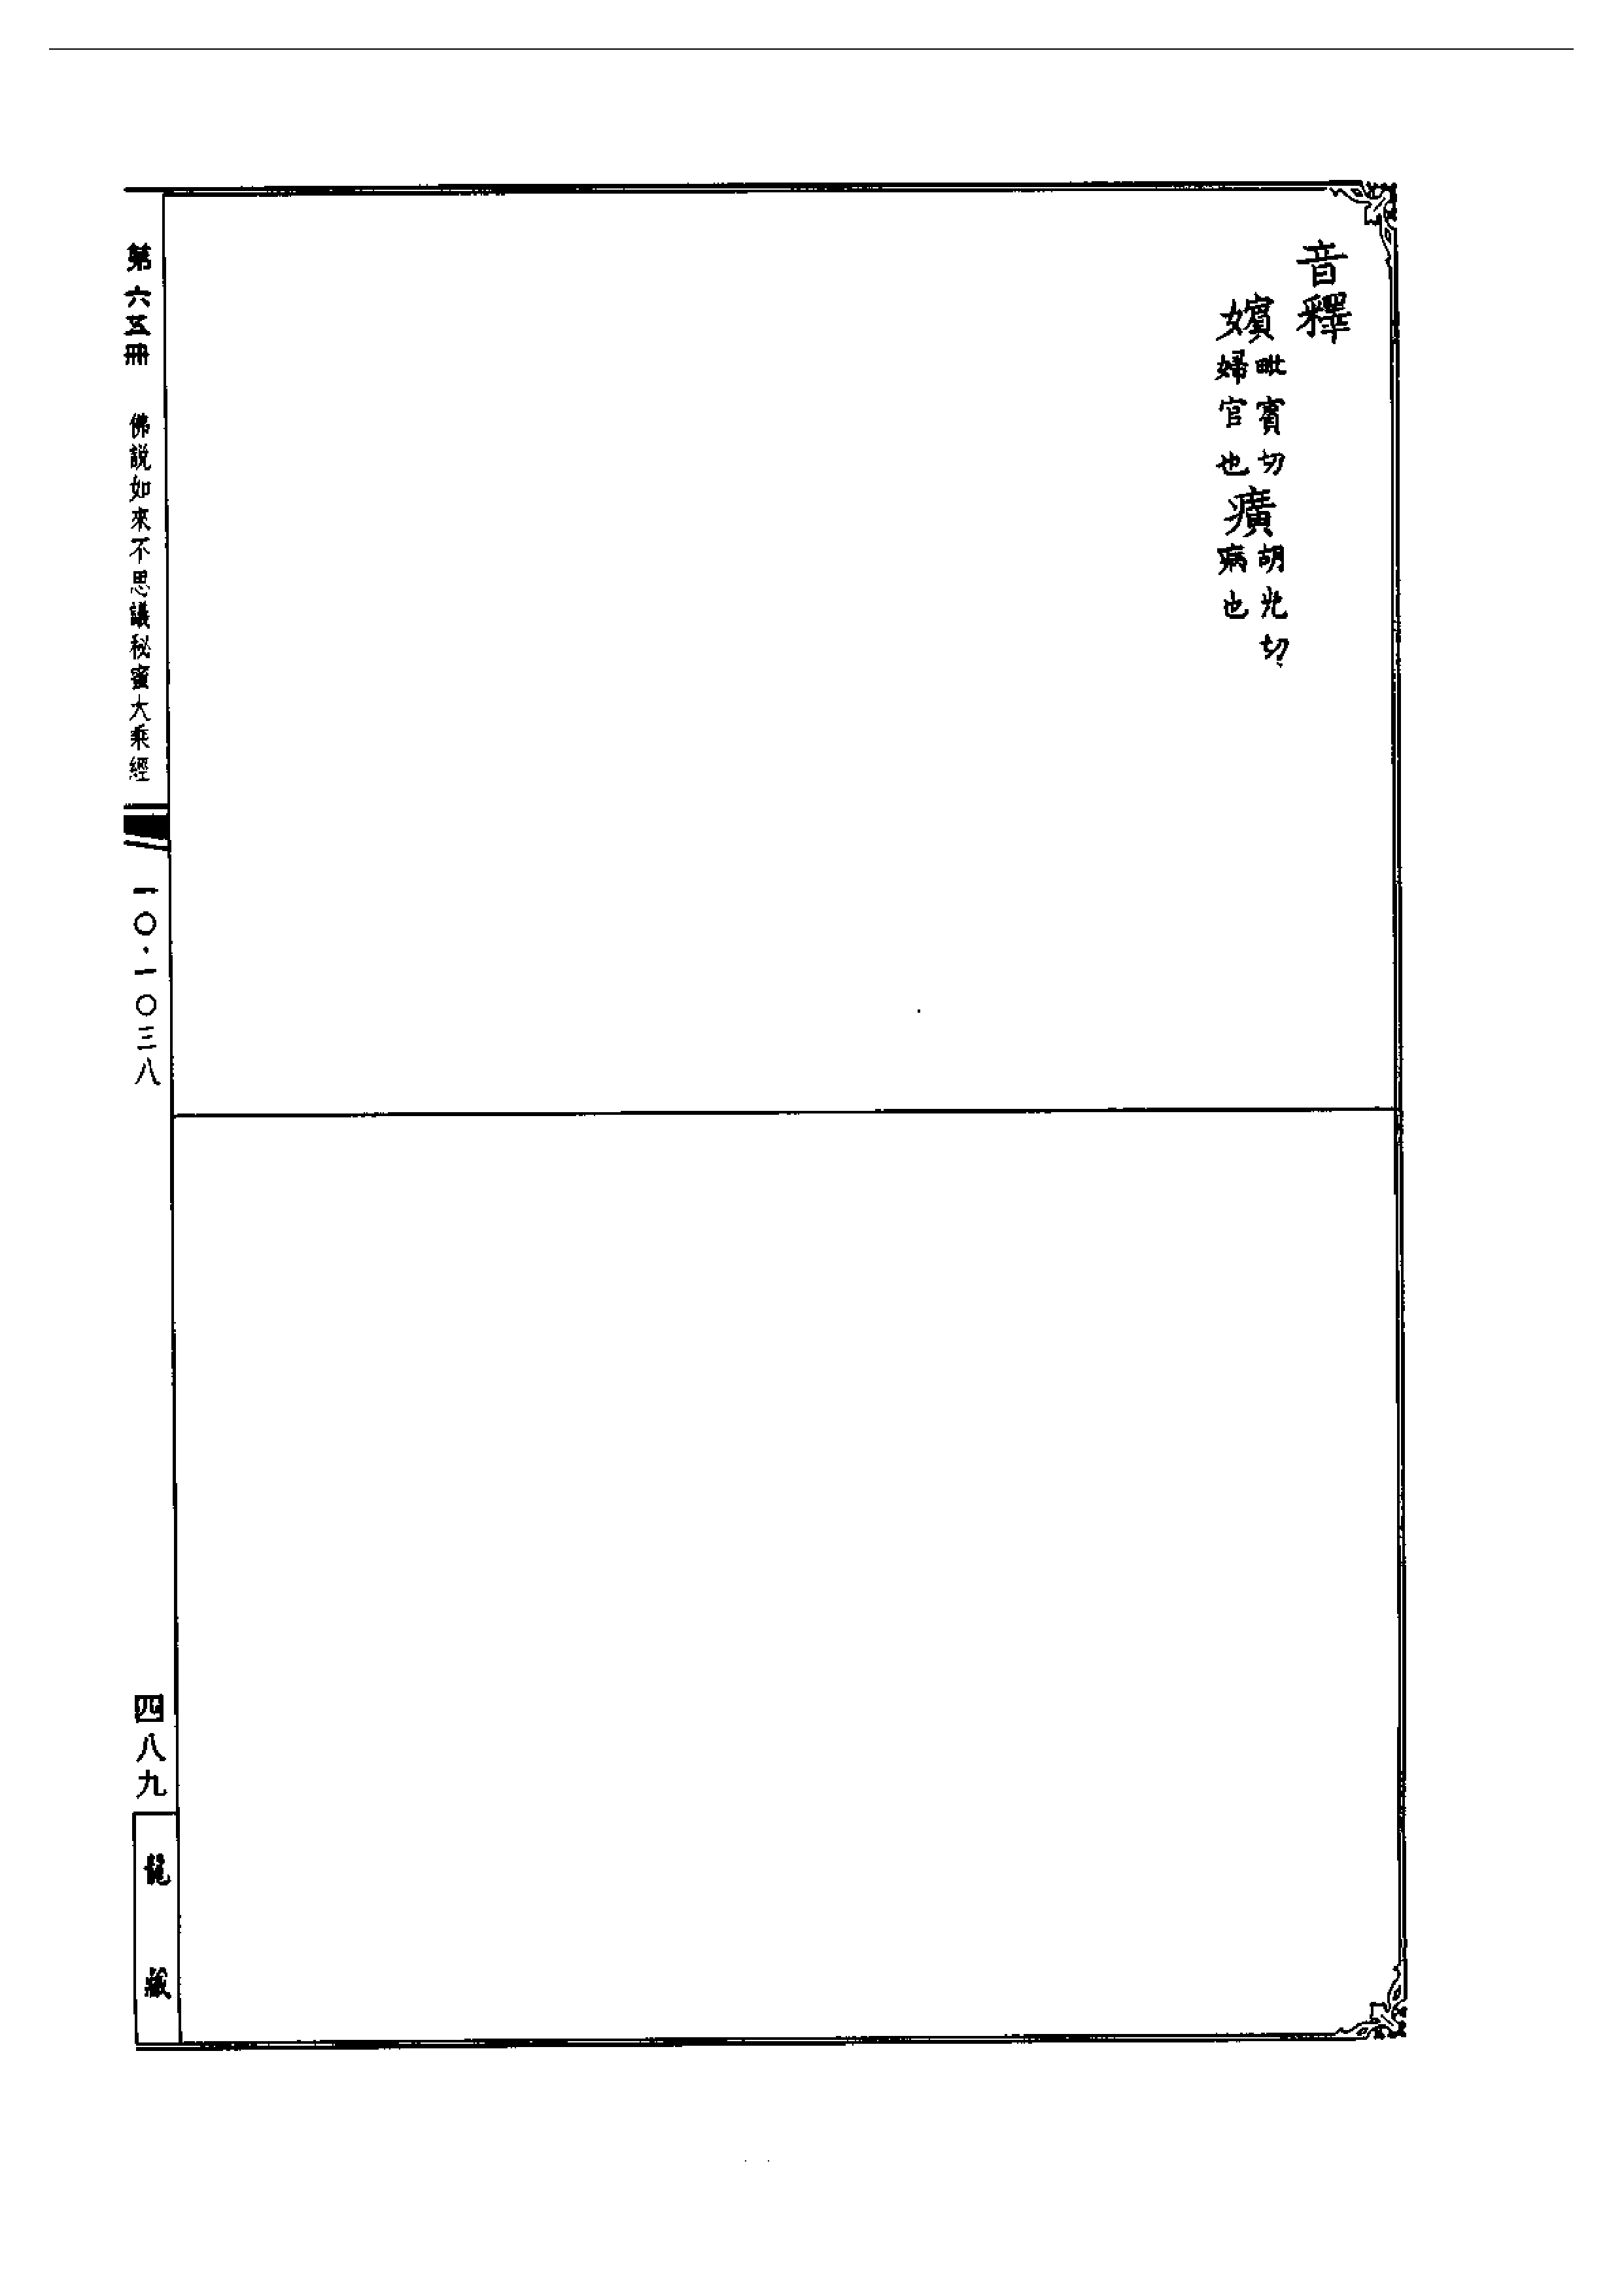 音釋
嬪毗賓切婦官也癀胡光切病也
第六五冊　佛說如來不思議秘蜜大乘經　一〇·一〇三八　四八九
龍藏